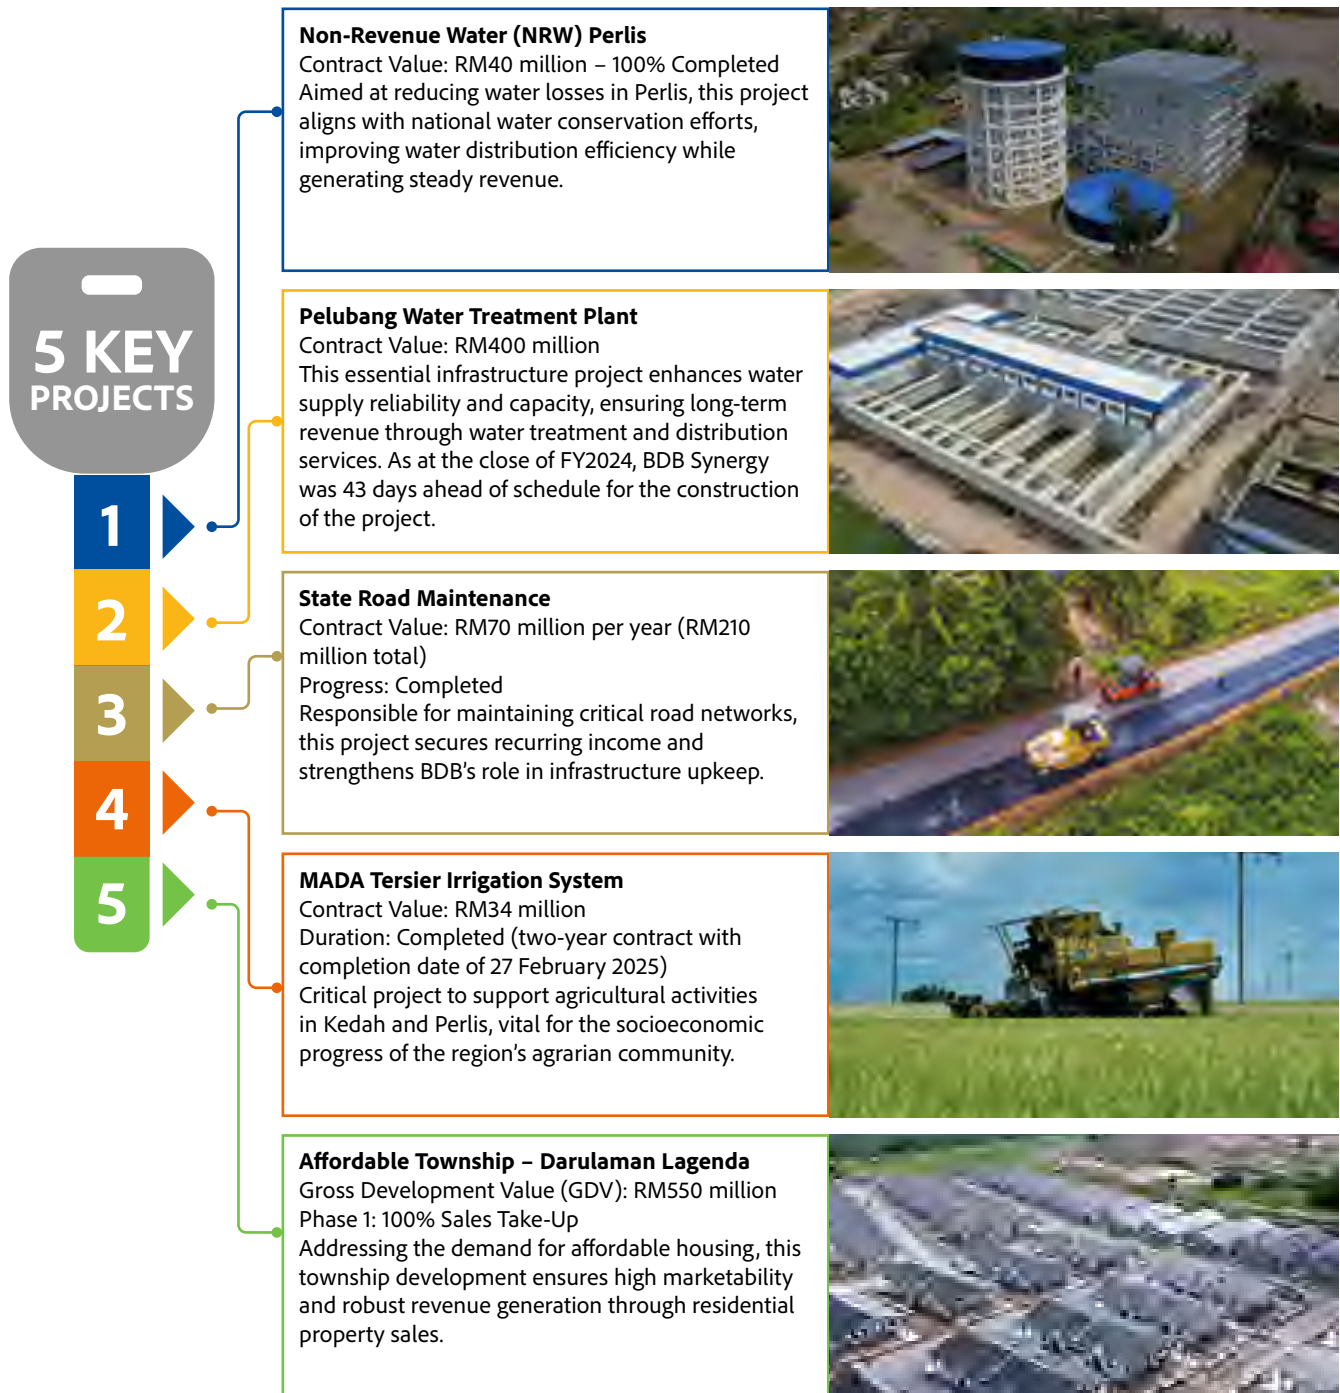 5 KEY
PROJECTS
1
2
3
4
5
Non-Revenue Water (NRW) Perlis
Contract Value: RM40 million – 100% Completed
Aimed at reducing water losses in Perlis, this project
aligns with national water conservation efforts,
improving water distribution efficiency while
generating steady revenue.
Pelubang Water Treatment Plant
Contract Value: RM400 million
This essential infrastructure project enhances water
supply reliability and capacity, ensuring long-term
revenue through water treatment and distribution
services. As at the close of FY2024, BDB Synergy
was 43 days ahead of schedule for the construction
of the project.
State Road Maintenance
Contract Value: RM70 million per year (RM210
million total)
Progress: Completed
Responsible for maintaining critical road networks,
this project secures recurring income and
strengthens BDB's role in infrastructure upkeep.
MADA Tersier Irrigation System
Contract Value: RM34 million
Duration: Completed (two-year contract with
completion date of 27 February 2025)
Critical project to support agricultural activities
in Kedah and Perlis, vital for the socioeconomic
progress of the region's agrarian community.
Affordable Township – Darulaman Lagenda
Gross Development Value (GDV): RM550 million
Phase 1: 100% Sales Take-Up
Addressing the demand for affordable housing, this
township development ensures high marketability
and robust revenue generation through residential
property sales.